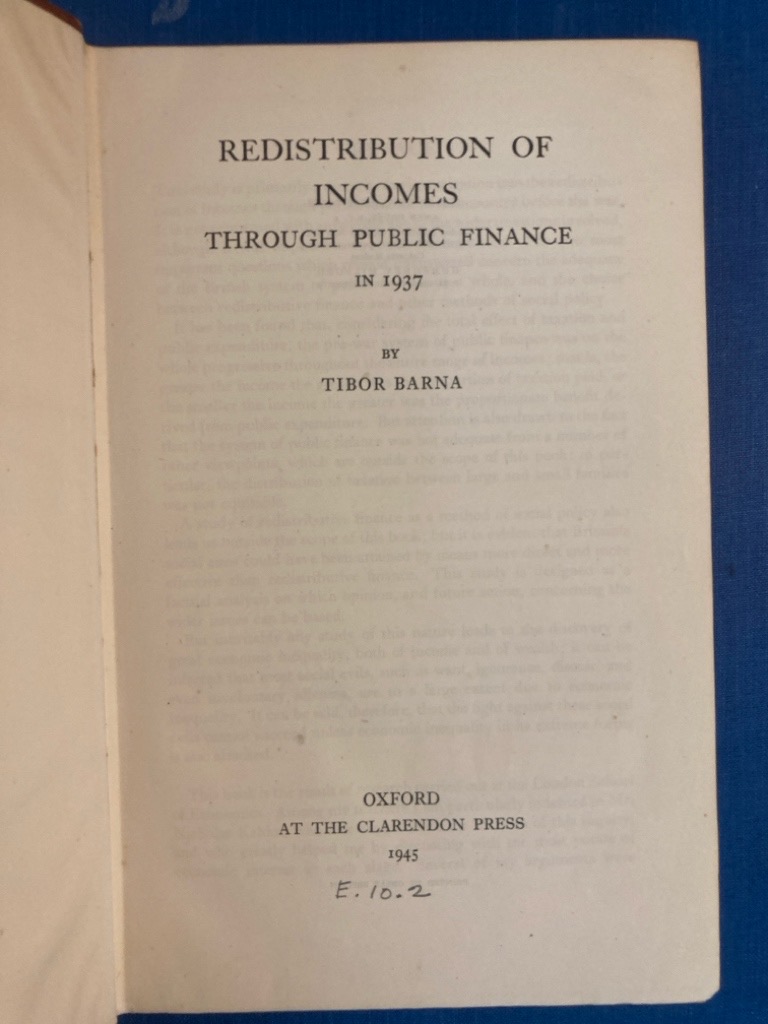 REDISTRIBUTION OF
INCOMES
THROUGH PUBLIC FINANCE
IN 1937
BY
TIBOR BARNA
OXFORD
AT THE CLARENDON PRESS
1945
E.10.2